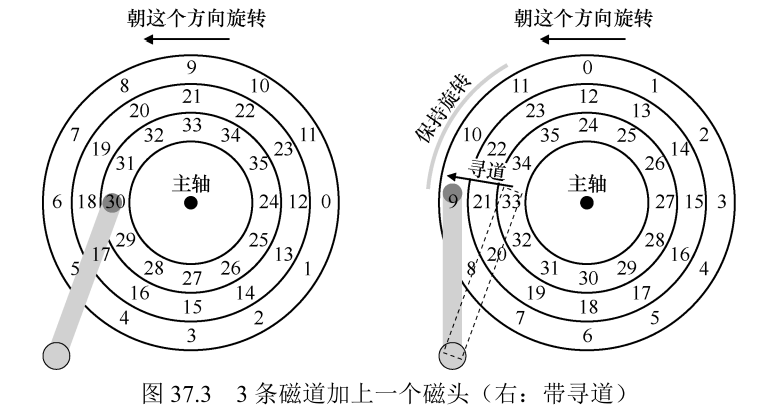 朝这个方向旋转
9
8 10
20 21 22
7 32 33 34 11
19 31 35 23
主轴
6 18 30 24 12 0
29 25
5 17 28 27 26 13 1
16 15 14
4 2
3
朝这个方向旋转
保持旋转
0
11 1
23 12 13
10 35 24 25 2
22 34 26 14
寻道
主轴
9 21 33 27 15 3
32 28
8 20 31 30 29 16 4
19 18 17
7 5
6
图 37.3 3 条磁道加上一个磁头（右：带寻道）